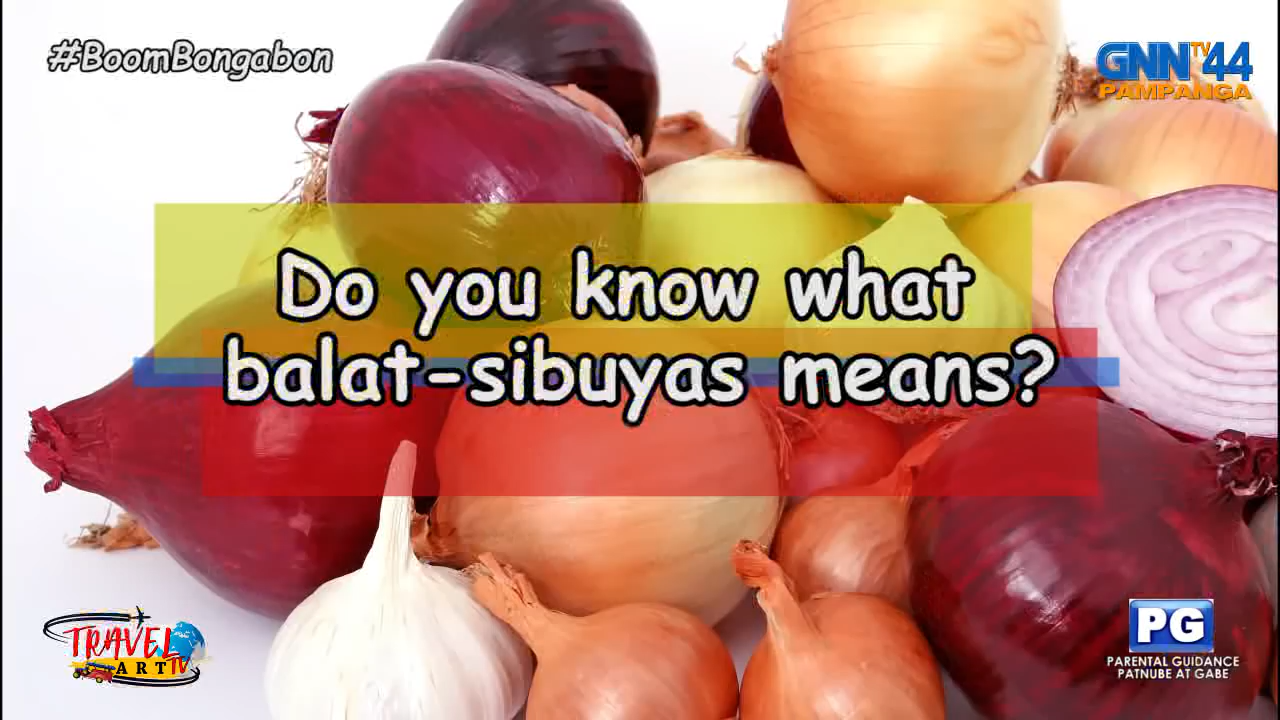 #BoomBongabon
GNN TV 44
PAMPANGA
Do you know what
balat-sibuyas means?
TRAVEL
ART TV
PG
PARENTAL GUIDANCE
PATNUBE AT GABE